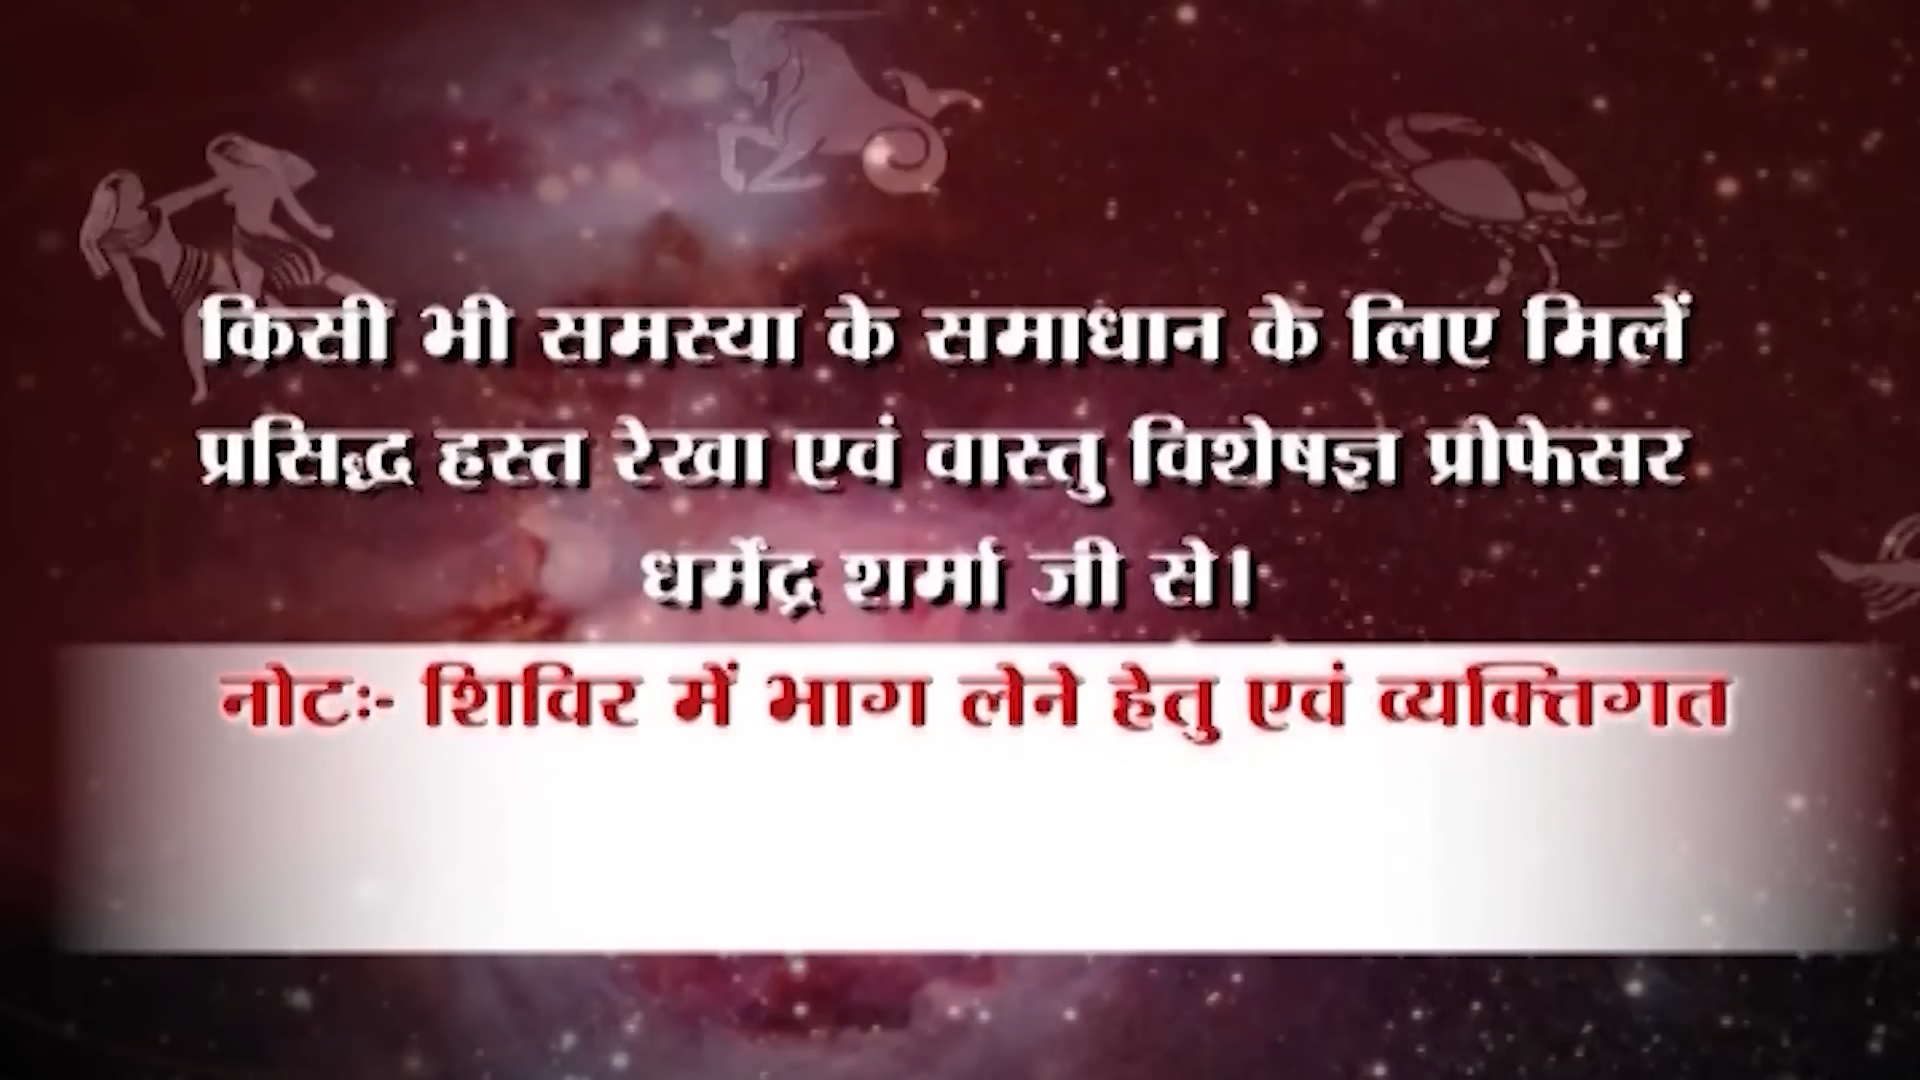 किसी भी समस्या के समाधान के लिए मिलें
प्रसिद्ध हस्त रेखा एवं वास्तु विशेषज्ञ प्रोफेसर
धर्मेंद्र शर्मा जी से।
नोटः- शिविर में भाग लेने हेतु एवं व्यक्तिगत